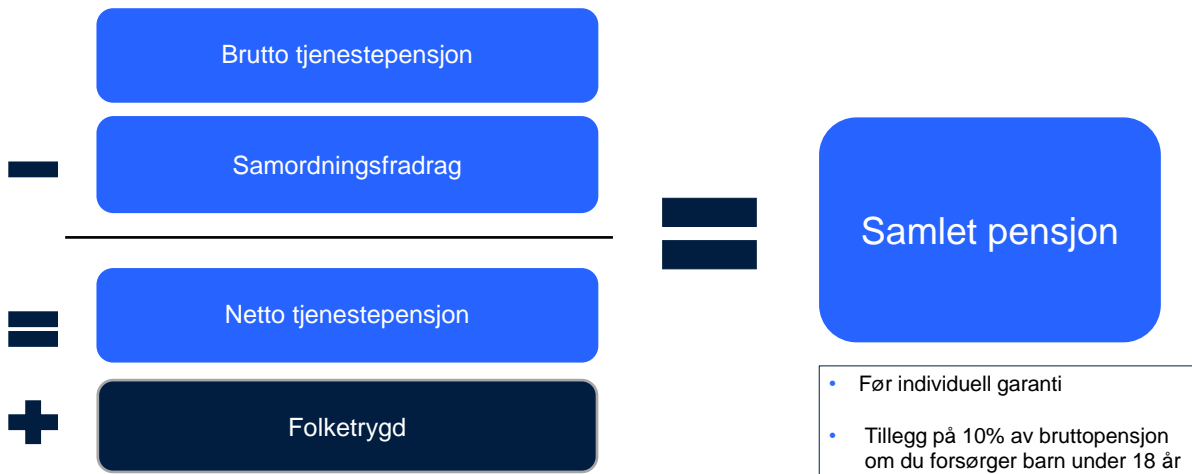 Brutto tjenestepensjon
Samordningsfradrag
Netto tjenestepensjon
Folketrygd
Samlet pensjon
• Før individuell garanti
• Tillegg på 10% av bruttopensjon
om du forsørger barn under 18 år